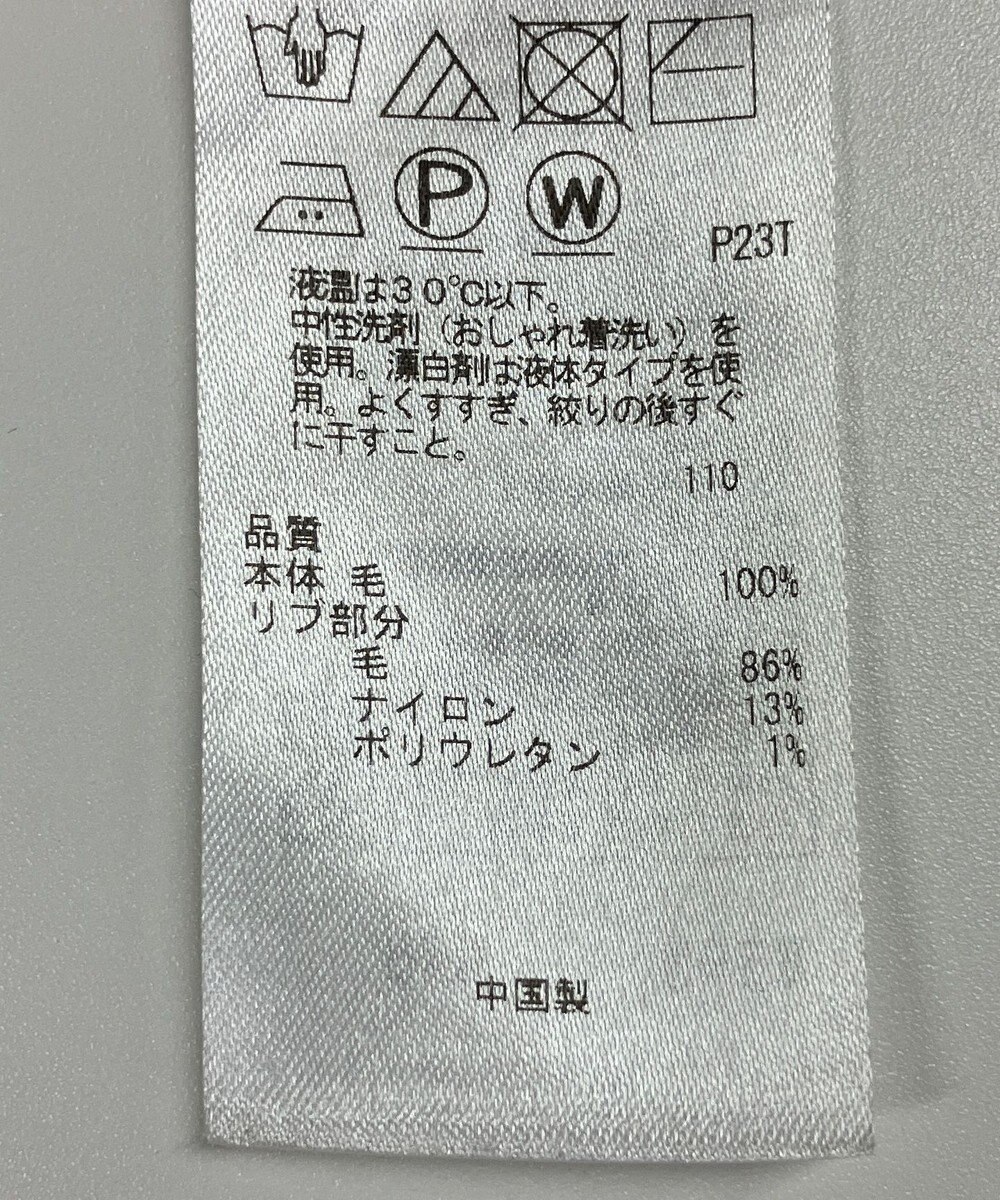 P W
P23T
液温は30℃以下。
中性洗剤(おしゃれ着洗い)を
使用。漂白剤は液体タイプを使
用。よくすすぎ、絞りの後すぐ
に干すこと。
110
品質
本体 毛 100%
リブ部分
毛 86%
ナイロン 13%
ポリウレタン 1%
中国製